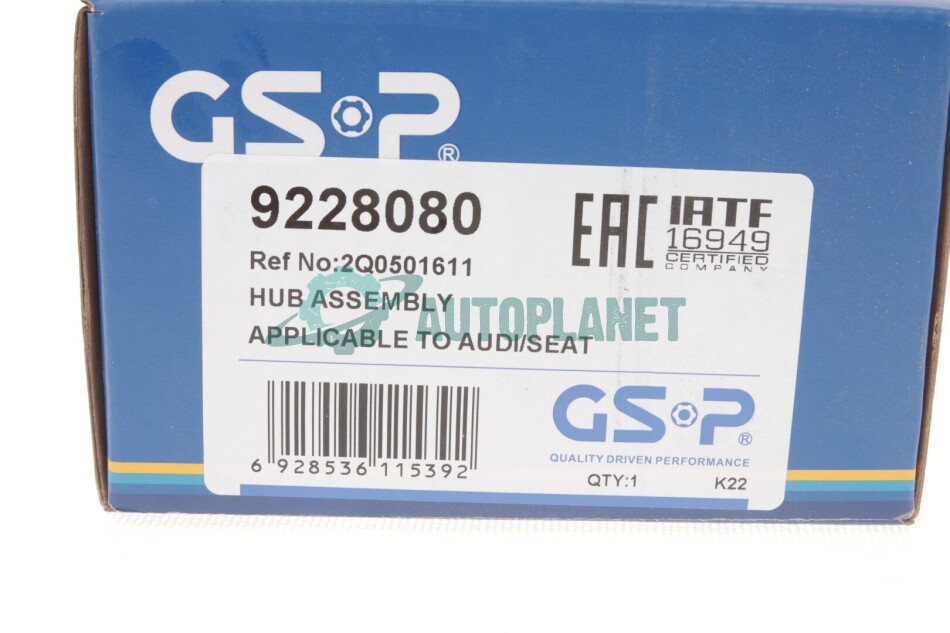 GSP®
9228080
EAC
IATF
16949
CERTIFIED
COMPANY
Ref No:2Q0501611
HUB ASSEMBLY
AUTOPLANET
APPLICABLE TO AUDI/SEAT
GSP®
QUALITY DRIVEN PERFORMANCE
6 928536 115392
QTY:1
K22